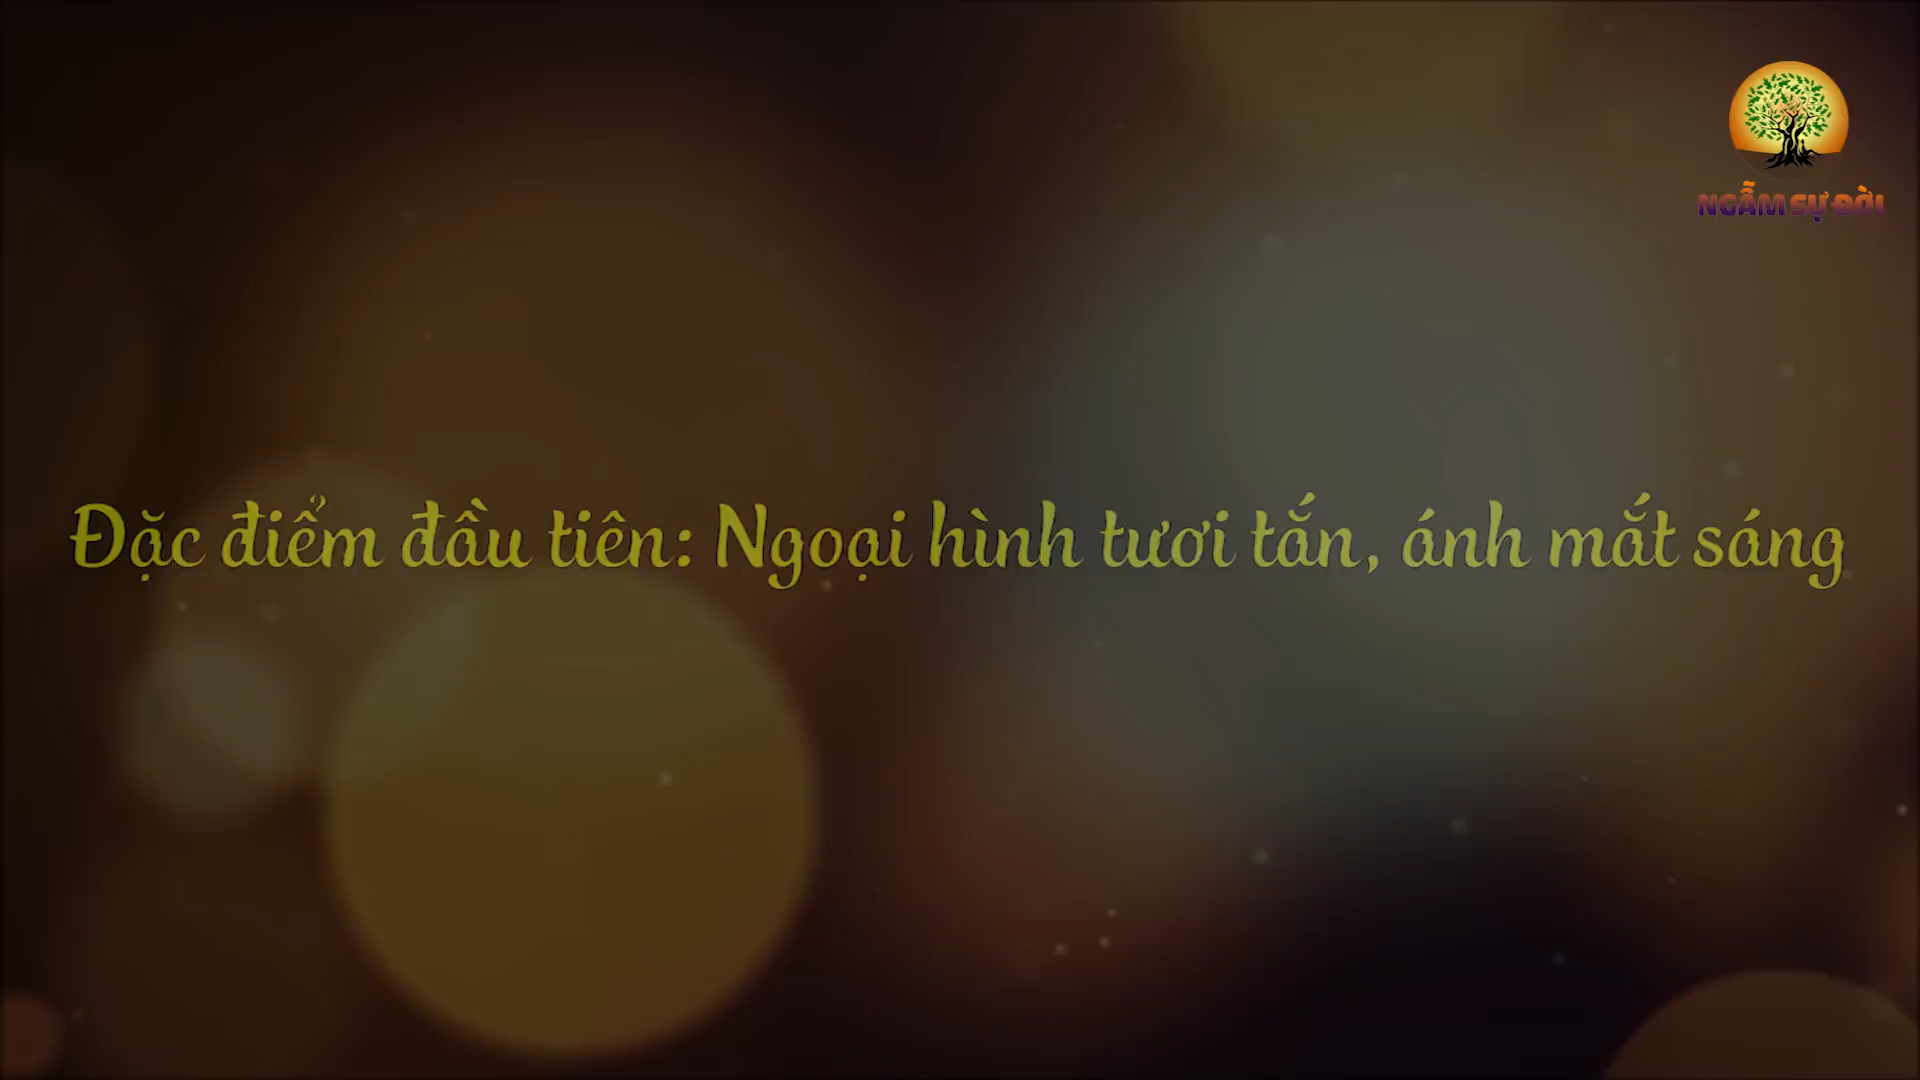 NGẪM SỰ ĐỜI
Đặc điểm đầu tiên: Ngoại hình tươi tắn, ánh mắt sáng